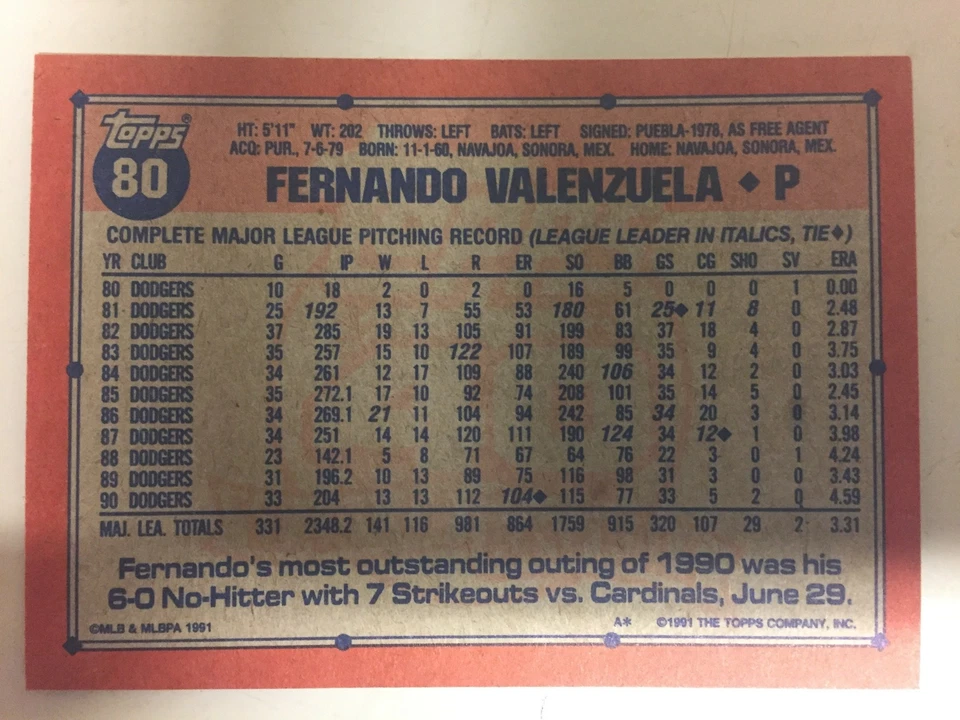 Topps®
80
HT: 5'11" WT: 202 THROWS: LEFT BATS: LEFT SIGNED: PUEBLA-1978, AS FREE AGENT
ACQ: PUR., 7-6-79 BORN: 11-1-60, NAVAJOA, SONORA, MEX. HOME: NAVAJOA, SONORA, MEX.
FERNANDO VALENZUELA ◆ P
COMPLETE MAJOR LEAGUE PITCHING RECORD (LEAGUE LEADER IN ITALICS, TIE◆)
YR CLUB G IP W L R ER SO BB GS CG SHO SV ERA
80 DODGERS 10 18 2 0 2 0 16 5 0 0 0 1 0.00
81 DODGERS 25 192 13 7 55 53 180 61 25◆ 11 8 0 2.48
82 DODGERS 37 285 19 13 105 91 199 83 37 18 4 0 2.87
83 DODGERS 35 257 15 10 122 107 189 99 35 9 4 0 3.75
84 DODGERS 34 261 12 17 109 88 240 106 34 12 2 0 3.03
85 DODGERS 35 272.1 17 10 92 74 208 101 35 14 5 0 2.45
86 DODGERS 34 269.1 21 11 104 94 242 85 34 20 3 0 3.14
87 DODGERS 34 251 14 14 120 111 190 124 34 12◆ 1 0 3.98
88 DODGERS 23 142.1 5 8 71 67 64 76 22 3 0 1 4.24
89 DODGERS 31 196.2 10 13 89 75 116 98 31 3 0 0 3.43
90 DODGERS 33 204 13 13 112 104◆ 115 77 33 5 2 0 4.59
MAJ. LEA. TOTALS 331 2348.2 141 116 981 864 1759 915 320 107 29 2 3.31
Fernando's most outstanding outing of 1990 was his
6-0 No-Hitter with 7 Strikeouts vs. Cardinals, June 29.
©MLB & MLBPA 1991 A* ©1991 THE TOPPS COMPANY, INC.